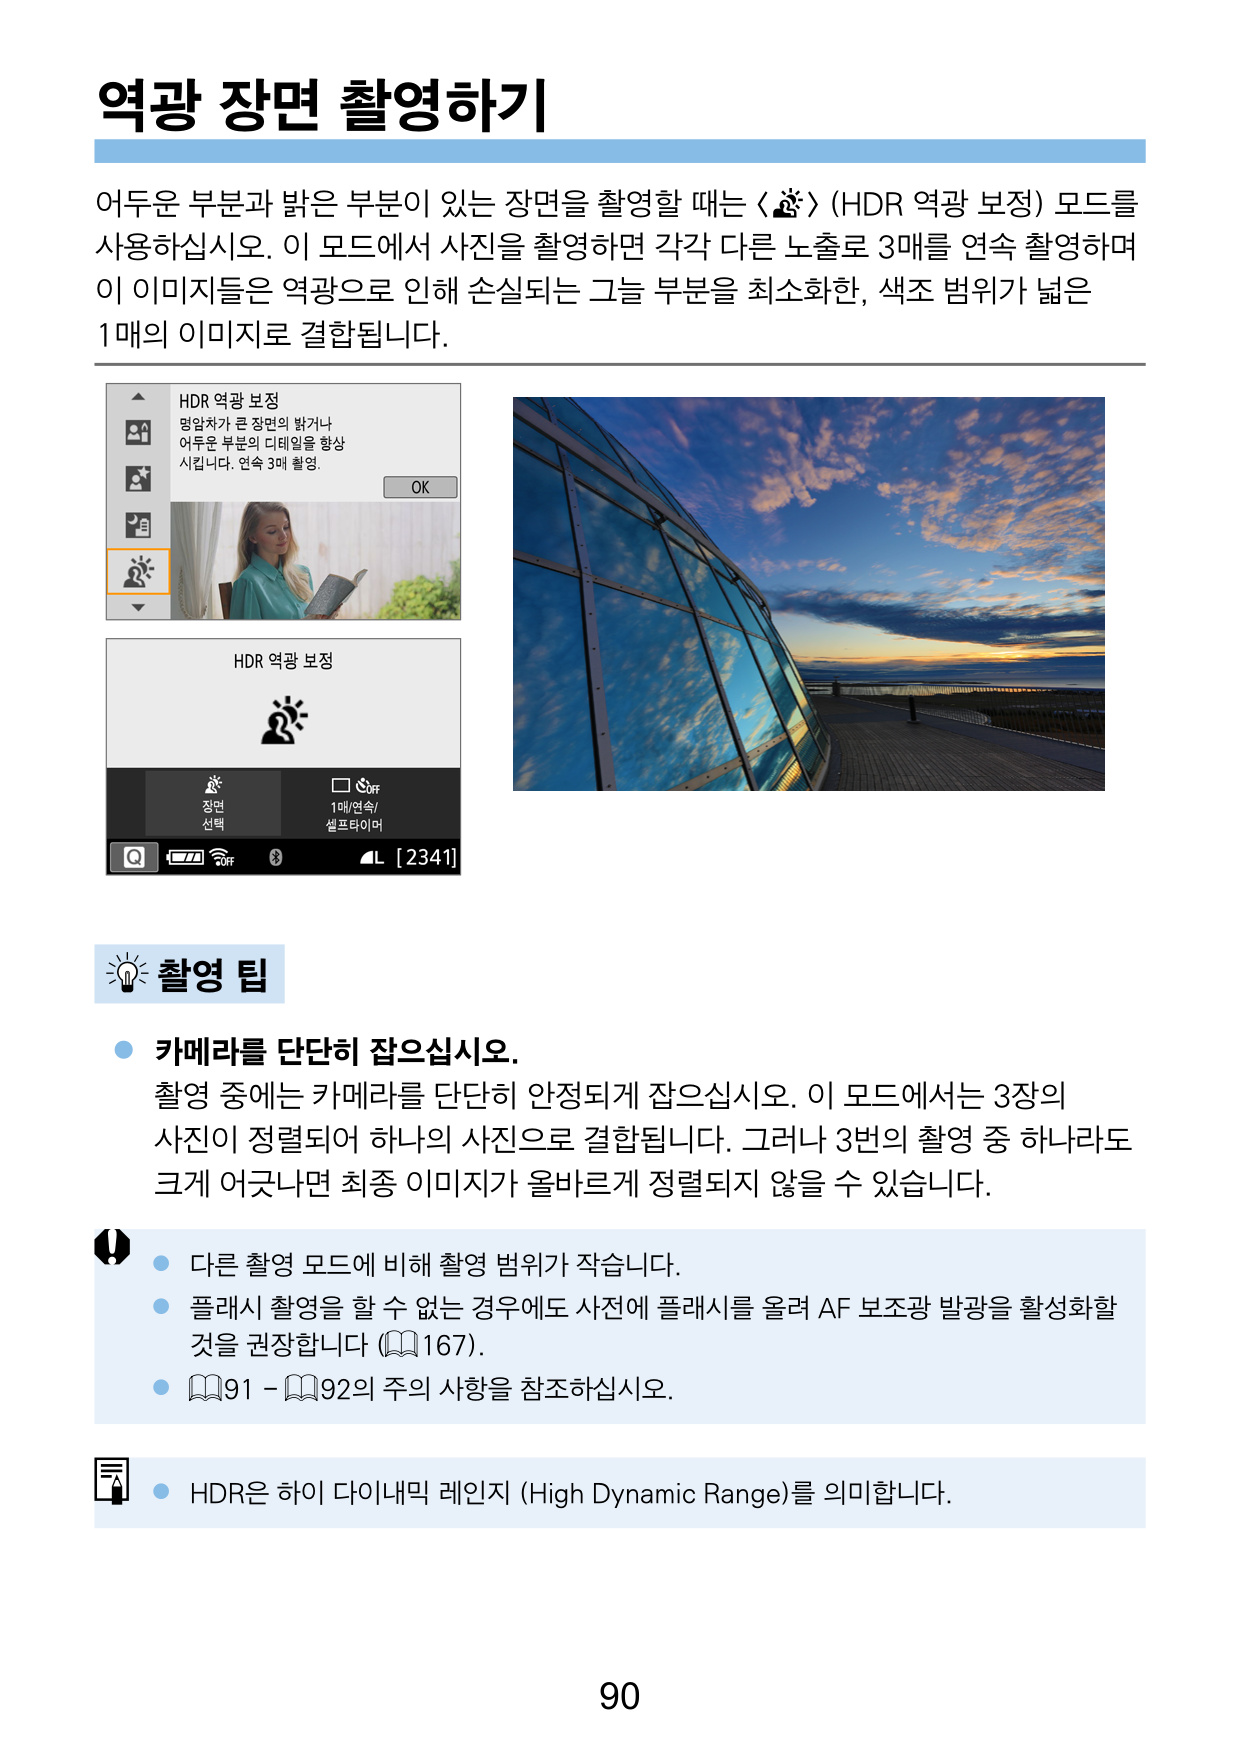 역광 장면 촬영하기
어두운 부분과 밝은 부분이 있는 장면을 촬영할 때는 < > (HDR 역광 보정) 모드를
사용하십시오. 이 모드에서 사진을 촬영하면 각각 다른 노출로 3매를 연속 촬영하며
이 이미지들은 역광으로 인해 손실되는 그늘 부분을 최소화한, 색조 범위가 넓은
1매의 이미지로 결합됩니다.
HDR 역광 보정
명암차가 큰 장면의 밝거나
어두운 부분의 디테일을 향상
시킵니다. 연속 3매 촬영.
OK
HDR 역광 보정
장면
선택
OFF
1매/연속/
셀프타이머
Q OFF L [2341]
촬영 팁
● 카메라를 단단히 잡으십시오.
촬영 중에는 카메라를 단단히 안정되게 잡으십시오. 이 모드에서는 3장의
사진이 정렬되어 하나의 사진으로 결합됩니다. 그러나 3번의 촬영 중 하나라도
크게 어긋나면 최종 이미지가 올바르게 정렬되지 않을 수 있습니다.
● 다른 촬영 모드에 비해 촬영 범위가 작습니다.
● 플래시 촬영을 할 수 없는 경우에도 사전에 플래시를 올려 AF 보조광 발광을 활성화할
것을 권장합니다 (167).
● 91 – 92의 주의 사항을 참조하십시오.
● HDR은 하이 다이내믹 레인지 (High Dynamic Range)를 의미합니다.
90